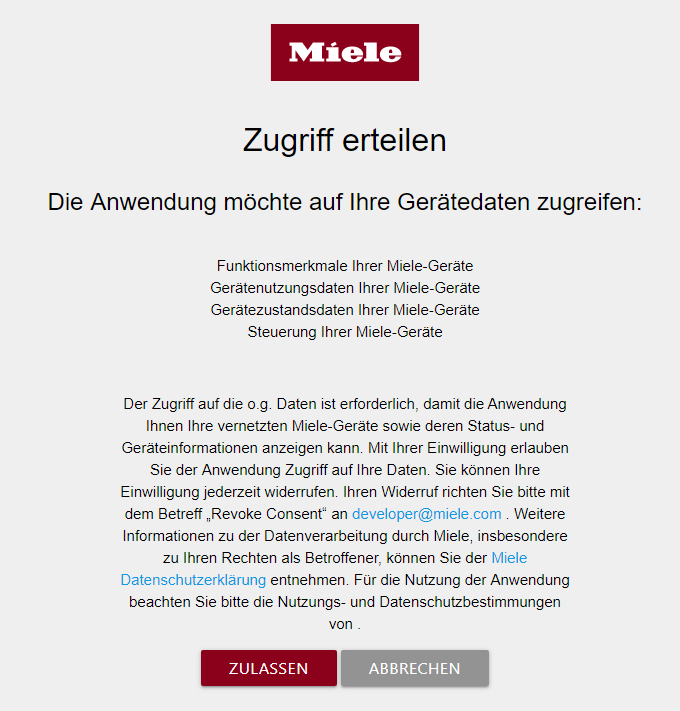 Miele
Zugriff erteilen
Die Anwendung möchte auf Ihre Gerätedaten zugreifen:
Funktionsmerkmale Ihrer Miele-Geräte
Gerätenutzungsdaten Ihrer Miele-Geräte
Gerätezustandsdaten Ihrer Miele-Geräte
Steuerung Ihrer Miele-Geräte
Der Zugriff auf die o.g. Daten ist erforderlich, damit die Anwendung
Ihnen Ihre vernetzten Miele-Geräte sowie deren Status- und
Geräteinformationen anzeigen kann. Mit Ihrer Einwilligung erlauben
Sie der Anwendung Zugriff auf Ihre Daten. Sie können Ihre
Einwilligung jederzeit widerrufen. Ihren Widerruf richten Sie bitte mit
dem Betreff „Revoke Consent“ an developer@miele.com . Weitere
Informationen zu der Datenverarbeitung durch Miele, insbesondere
zu Ihren Rechten als Betroffener, können Sie der Miele
Datenschutzerklärung entnehmen. Für die Nutzung der Anwendung
beachten Sie bitte die Nutzungs- und Datenschutzbestimmungen
von .
ZULASSEN ABBRECHEN